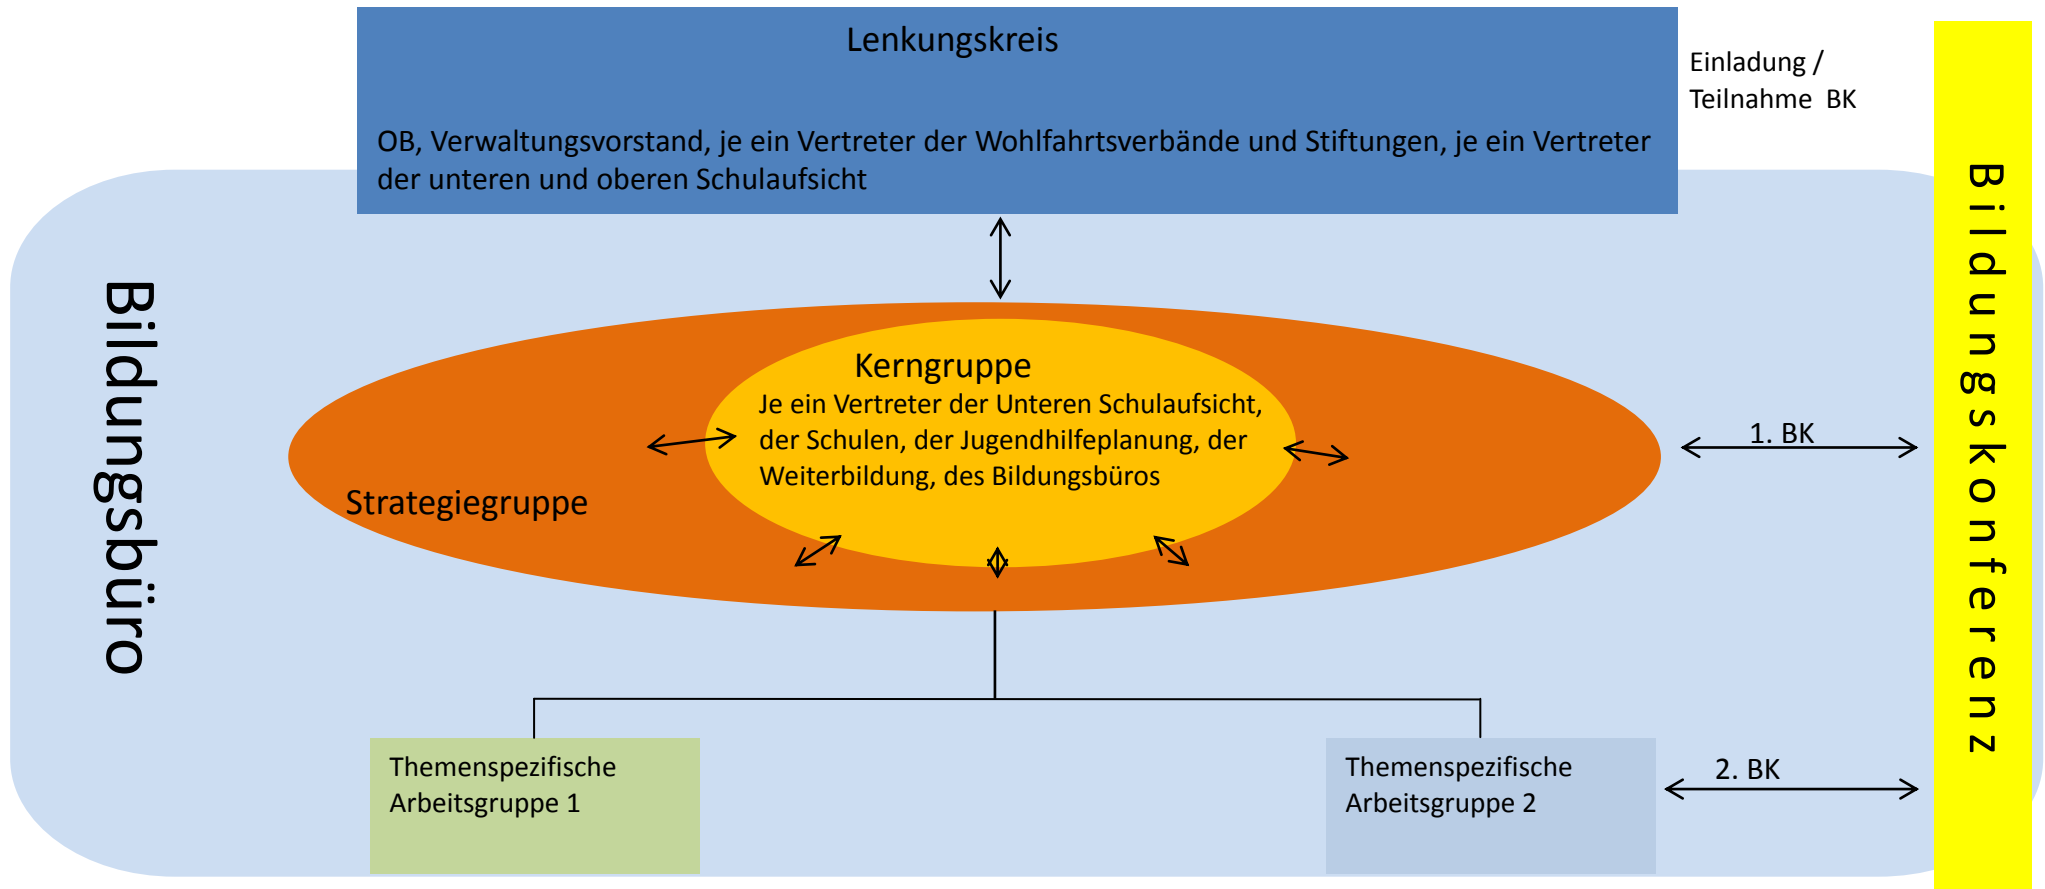 Lenkungskreis
OB, Verwaltungsvorstand, je ein Vertreter der Wohlfahrtsverbände und Stiftungen, je ein Vertreter
der unteren und oberen Schulaufsicht
Einladung /
Teilnahme BK
Bildungsbüro
Kerngruppe
Je ein Vertreter der Unteren Schulaufsicht,
der Schulen, der Jugendhilfeplanung, der
Weiterbildung, des Bildungsbüros
Strategiegruppe
1. BK
Themenspezifische
Arbeitsgruppe 1
Themenspezifische
Arbeitsgruppe 2
2. BK
Bildungskonferenz